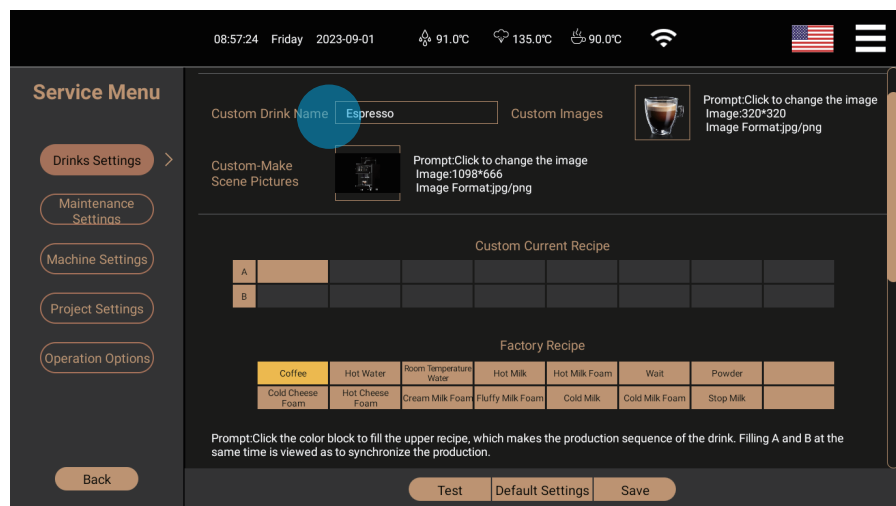 08:57:24 Friday 2023-09-01 91.0℃ 135.0℃ 90.0℃
Service Menu
Drinks Settings
Maintenance
Settings
Machine Settings
Project Settings
Operation Options
Back
Custom Drink Name Espresso
Custom Images
Prompt:Click to change the image
Image:320*320
Image Format:jpg/png
Custom-Make
Scene Pictures
Prompt:Click to change the image
Image:1098*666
Image Format:jpg/png
Custom Current Recipe
A
B
Factory Recipe
Coffee
Hot Water
Room Temperature
Water
Hot Milk
Hot Milk Foam
Wait
Powder
Cold Cheese
Foam
Hot Cheese
Foam
Cream Milk Foam
Fluffy Milk Foam
Cold Milk
Cold Milk Foam
Stop Milk
Prompt:Click the color block to fill the upper recipe, which makes the production sequence of the drink. Filling A and B at the
same time is viewed as to synchronize the production.
Test
Default Settings
Save